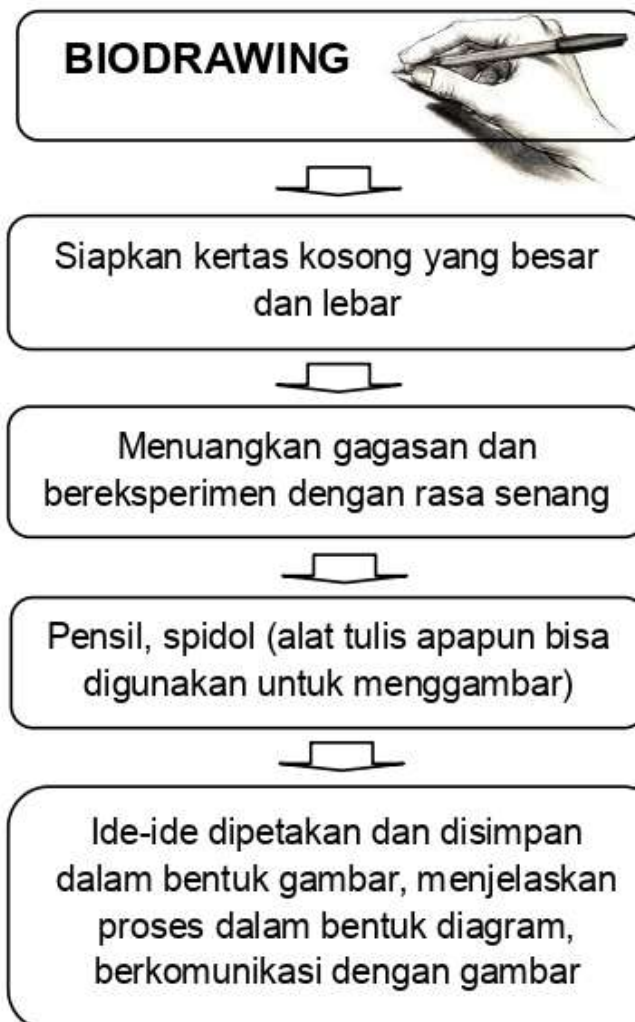 BIODRAWING
Siapkan kertas kosong yang besar
dan lebar
Menuangkan gagasan dan
bereksperimen dengan rasa senang
Pensil, spidol (alat tulis apapun bisa
digunakan untuk menggambar)
Ide-ide dipetakan dan disimpan
dalam bentuk gambar, menjelaskan
proses dalam bentuk diagram,
berkomunikasi dengan gambar